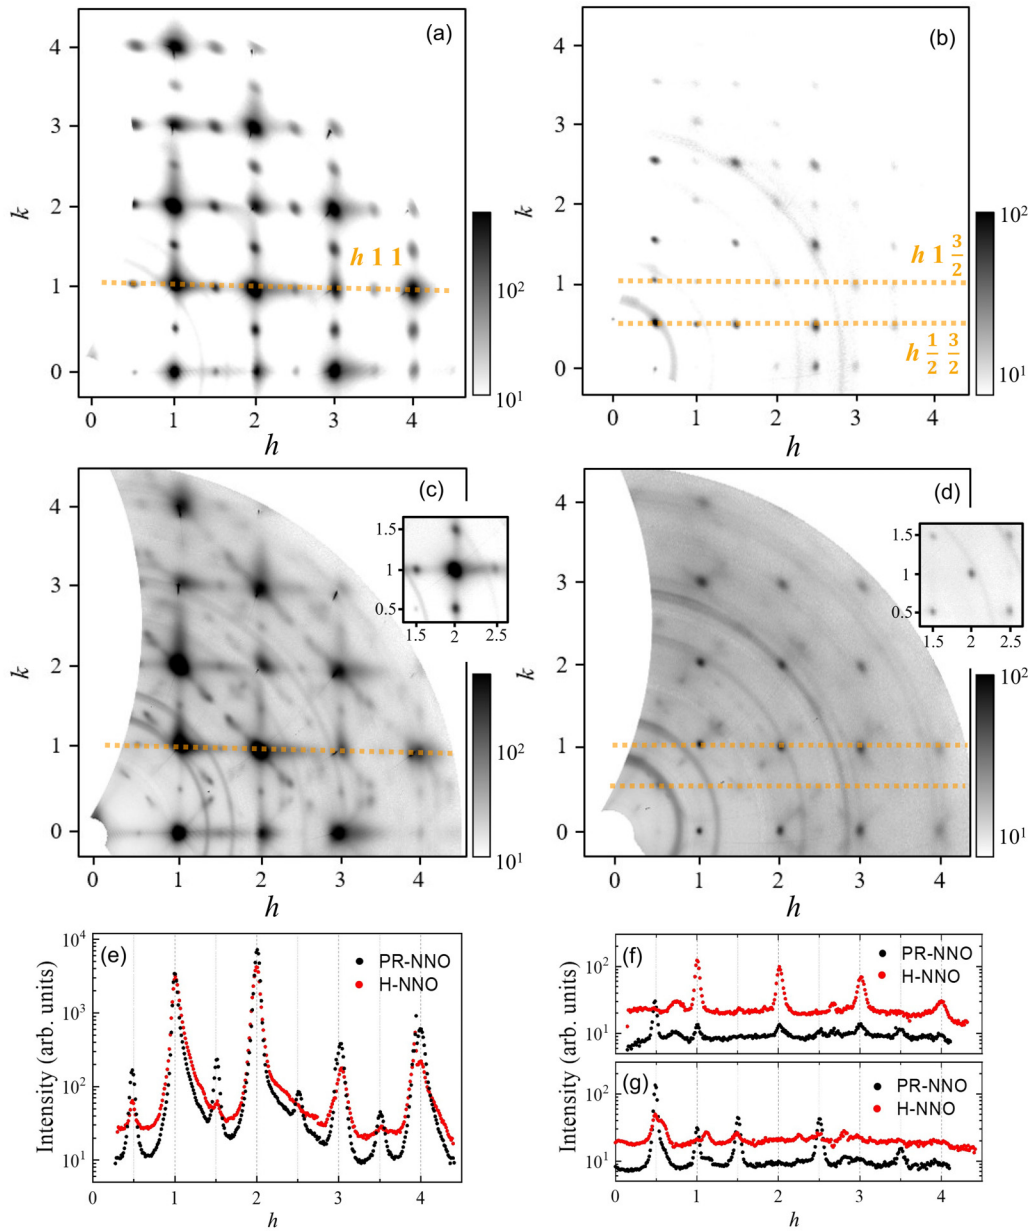 (a)
4
3
2
1
0
k
h 1 1
10²
10¹
0 1 2 3 4
h
(b)
4
3
2
1
0
k
h 1 3/2
h 1/2 3/2
10²
10¹
0 1 2 3 4
h
(c)
4
3
2
1
0
k
1.5
1
0.5
1.5 2 2.5
10²
10¹
0 1 2 3 4
h
(d)
4
3
2
1
0
k
1.5
1
0.5
1.5 2 2.5
10²
10¹
0 1 2 3 4
h
(e)
PR-NNO
H-NNO
Intensity (arb. units)
10⁴
10³
10²
10¹
0 1 2 3 4
h
(f)
PR-NNO
H-NNO
10²
10¹
Intensity (arb. units)
(g)
PR-NNO
H-NNO
10²
10¹
0 1 2 3 4
h